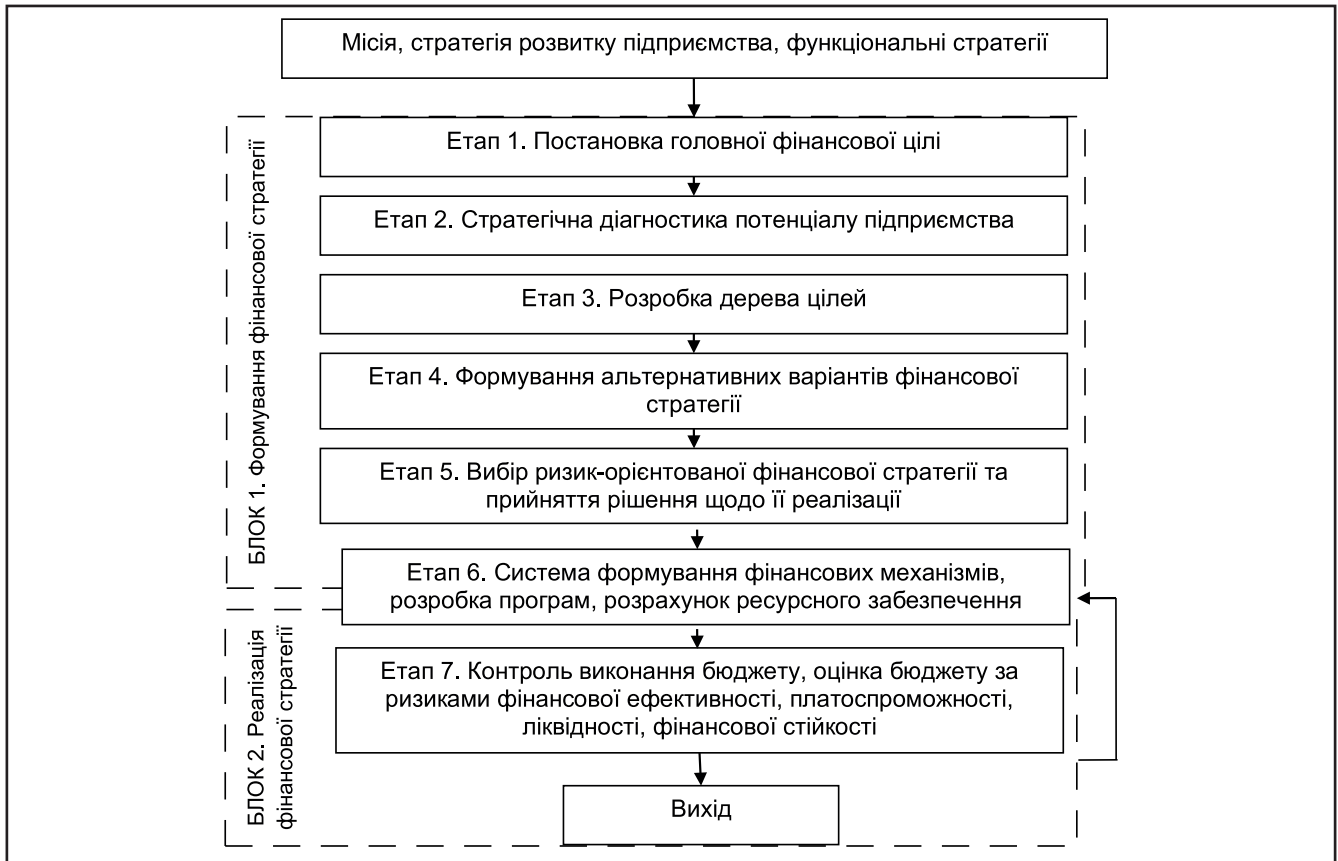 Місія, стратегія розвитку підприємства, функціональні стратегії
БЛОК 1. Формування фінансової стратегії
Етап 1. Постановка головної фінансової цілі
Етап 2. Стратегічна діагностика потенціалу підприємства
Етап 3. Розробка дерева цілей
Етап 4. Формування альтернативних варіантів фінансової
стратегії
Етап 5. Вибір ризик-орієнтованої фінансової стратегії та
прийняття рішення щодо її реалізації
Етап 6. Система формування фінансових механізмів,
розробка програм, розрахунок ресурсного забезпечення
БЛОК 2. Реалізація
фінансової стратегії
Етап 7. Контроль виконання бюджету, оцінка бюджету за
ризиками фінансової ефективності, платоспроможності,
ліквідності, фінансової стійкості
Вихід